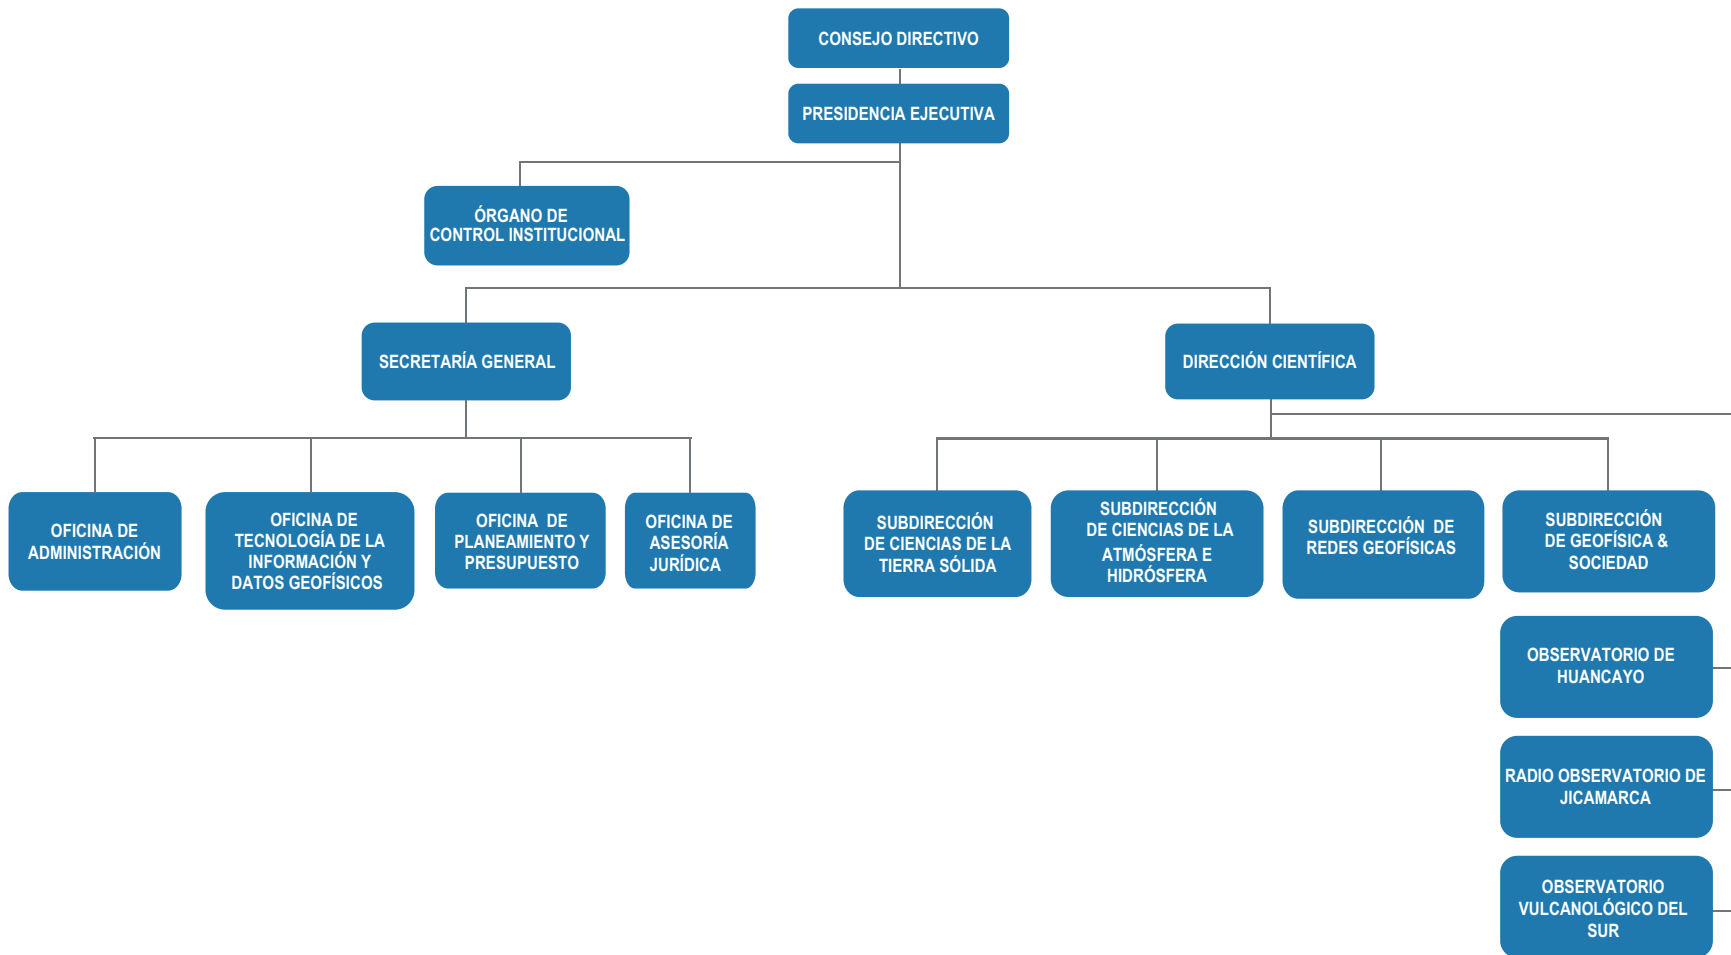 CONSEJO DIRECTIVO
PRESIDENCIA EJECUTIVA
ÓRGANO DE
CONTROL INSTITUCIONAL
SECRETARÍA GENERAL
DIRECCIÓN CIENTÍFICA
OFICINA DE
ADMINISTRACIÓN
OFICINA DE
TECNOLOGÍA DE LA
INFORMACIÓN Y
DATOS GEOFÍSICOS
OFICINA DE
PLANEAMIENTO Y
PRESUPUESTO
OFICINA DE
ASESORÍA
JURÍDICA
SUBDIRECCIÓN
DE CIENCIAS DE LA
TIERRA SÓLIDA
SUBDIRECCIÓN
DE CIENCIAS DE LA
ATMÓSFERA E
HIDRÓSFERA
SUBDIRECCIÓN DE
REDES GEOFÍSICAS
SUBDIRECCIÓN
DE GEOFÍSICA &
SOCIEDAD
OBSERVATORIO DE
HUANCAYO
RADIO OBSERVATORIO DE
JICAMARCA
OBSERVATORIO
VULCANOLÓGICO DEL
SUR